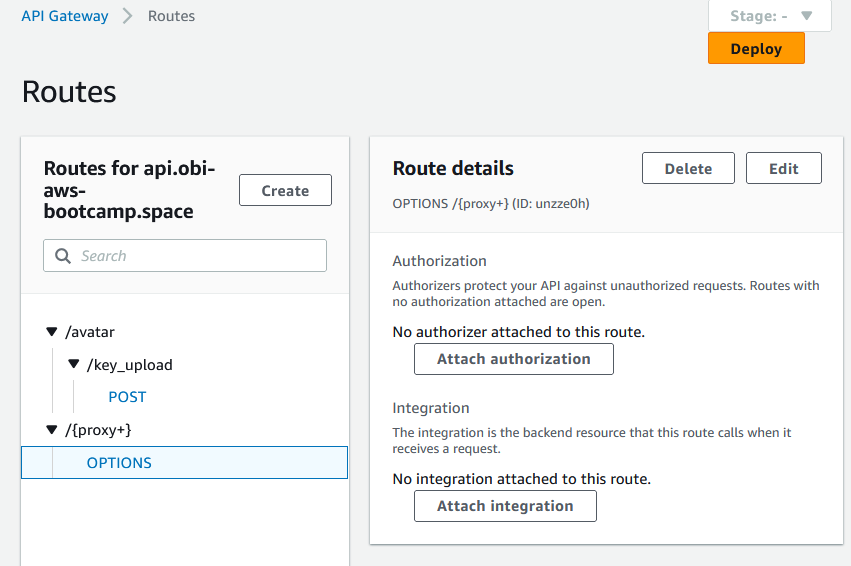 API Gateway > Routes
Stage: -
Deploy
Routes
Routes for api.obi-
aws-
bootcamp.space
Create
Search
/avatar
/key_upload
POST
/{proxy+}
OPTIONS
Route details
Delete
Edit
OPTIONS /{proxy+} (ID: unzze0h)
Authorization
Authorizers protect your API against unauthorized requests. Routes with
no authorization attached are open.
No authorizer attached to this route.
Attach authorization
Integration
The integration is the backend resource that this route calls when it
receives a request.
No integration attached to this route.
Attach integration